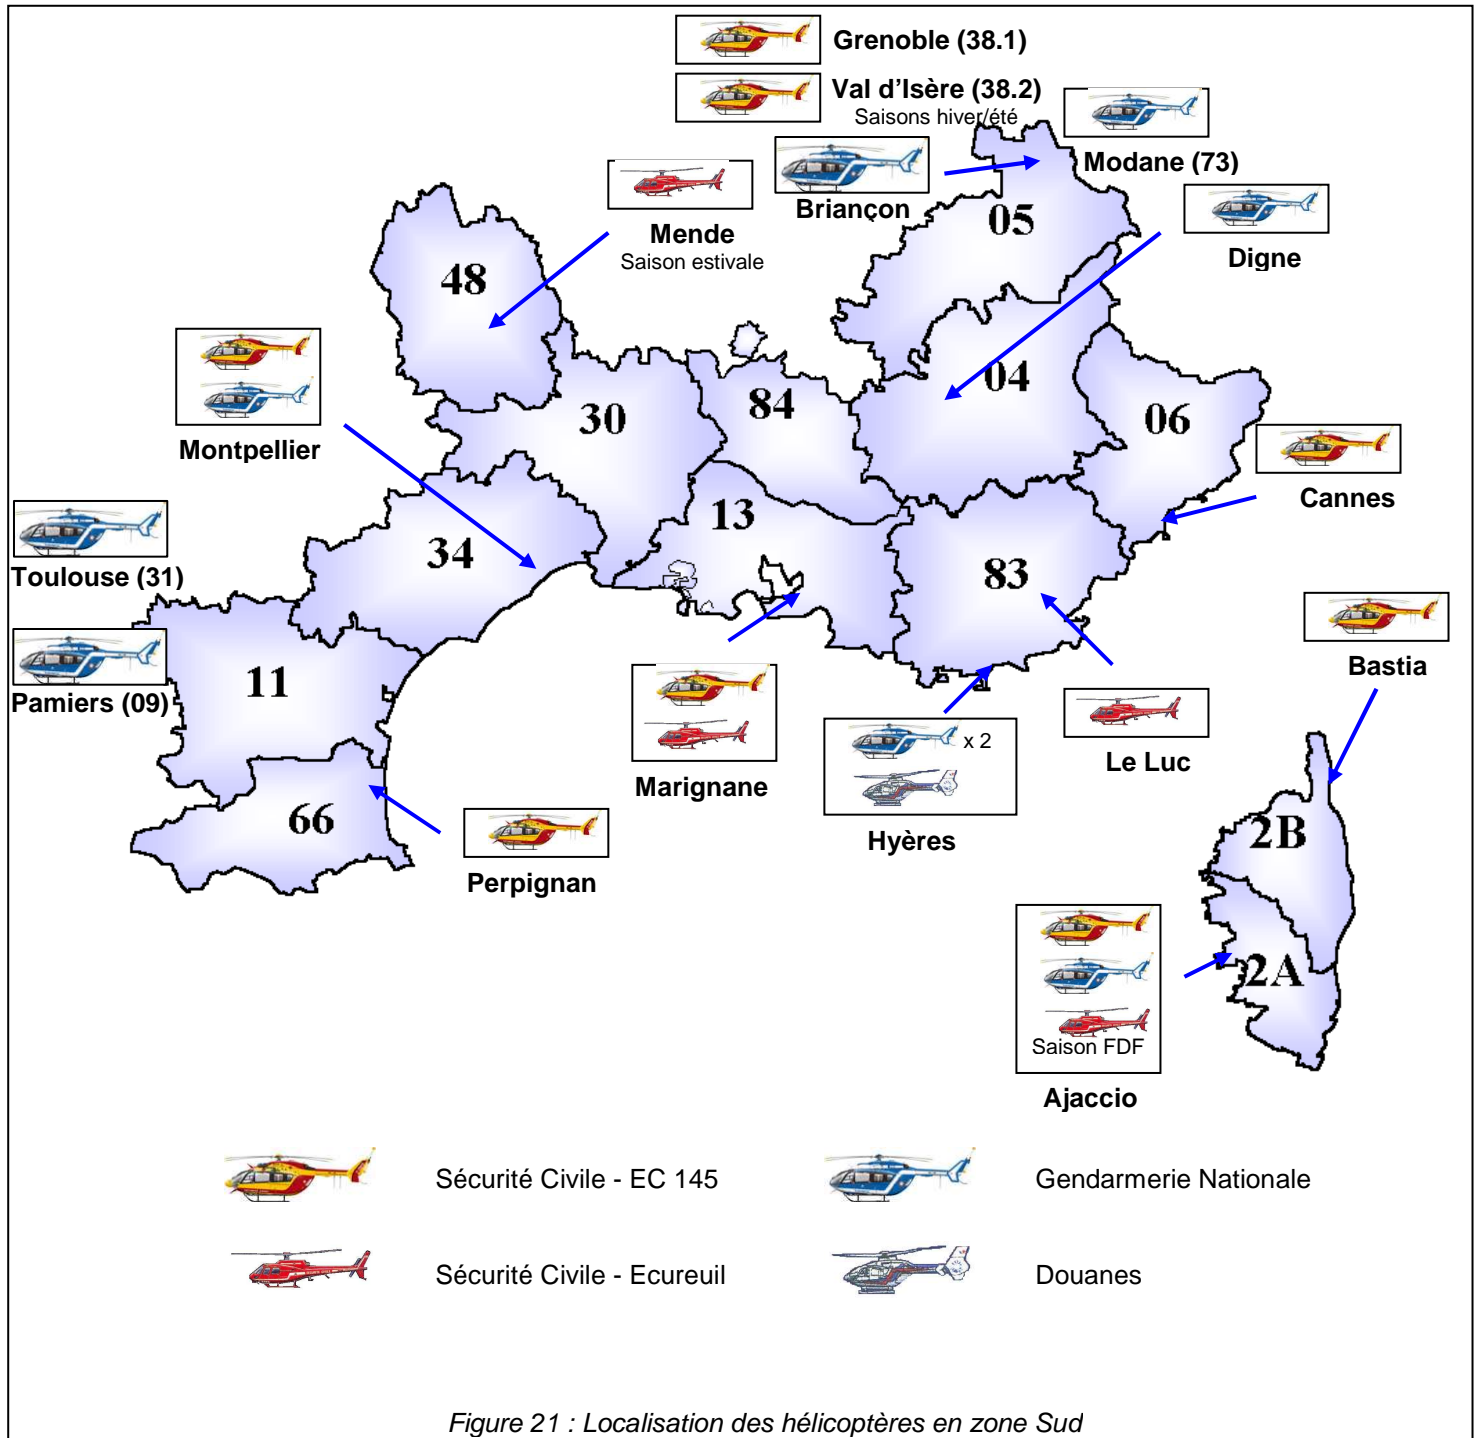 Grenoble (38.1)
Val d'Isère (38.2)
Saisons hiver/été
Modane (73)
Briançon
Mende
Saison estivale
Digne
05
48
04
Montpellier
30
84
06
Cannes
13
34
83
Toulouse (31)
Pamiers (09)
11
Bastia
Marignane
x 2
Hyères
Le Luc
66
Perpignan
2B
2A
Saison FDF
Ajaccio
Sécurité Civile - EC 145
Gendarmerie Nationale
Sécurité Civile - Ecureuil
Douanes
Figure 21 : Localisation des hélicoptères en zone Sud